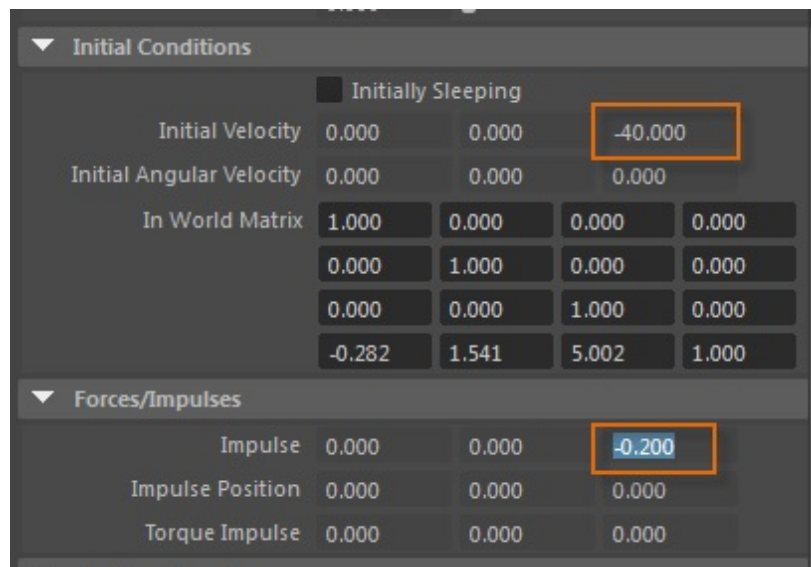 Initial Conditions
Initially Sleeping
Initial Velocity 0.000 0.000 -40.000
Initial Angular Velocity 0.000 0.000 0.000
In World Matrix 1.000 0.000 0.000 0.000
0.000 1.000 0.000 0.000
0.000 0.000 1.000 0.000
-0.282 1.541 5.002 1.000
Forces/Impulses
Impulse 0.000 0.000 -0.200
Impulse Position 0.000 0.000 0.000
Torque Impulse 0.000 0.000 0.000